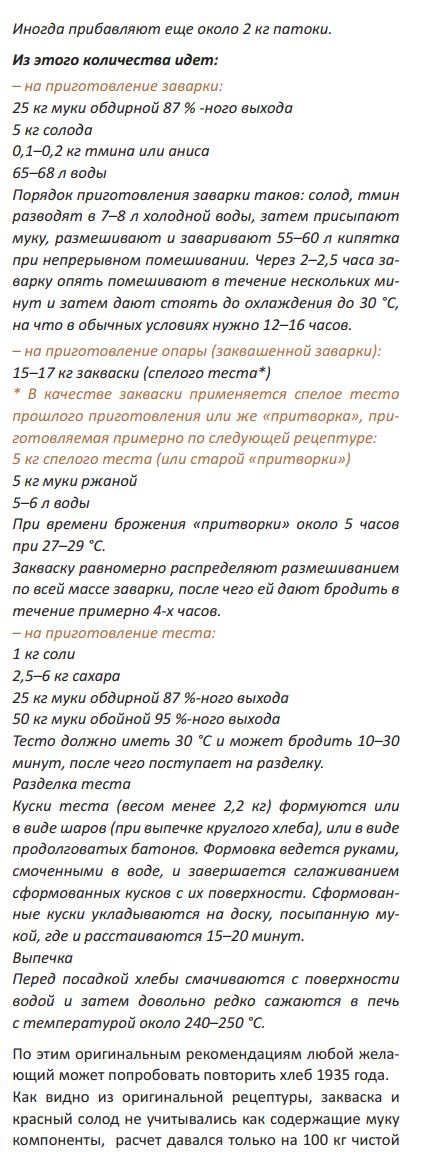 Иногда прибавляют еще около 2 кг патоки.
Из этого количества идет:
– на приготовление заварки:
25 кг муки обдирной 87 % -ного выхода
5 кг солода
0,1–0,2 кг тмина или аниса
65–68 л воды
Порядок приготовления заварки таков: солод, тмин
разводят в 7–8 л холодной воды, затем присыпают
муку, размешивают и заваривают 55–60 л кипятка
при непрерывном помешивании. Через 2–2,5 часа за-
варку опять помешивают в течение нескольких ми-
нут и затем дают стоять до охлаждения до 30 °С,
на что в обычных условиях нужно 12–16 часов.
– на приготовление опары (заквашенной заварки):
15–17 кг закваски (спелого теста*)
* В качестве закваски применяется спелое тесто
прошлого приготовления или же «притворка», при-
готовляемая примерно по следующей рецептуре:
5 кг спелого теста (или старой «притворки»)
5 кг муки ржаной
5–6 л воды
При времени брожения «притворки» около 5 часов
при 27–29 °С.
Закваску равномерно распределяют размешиванием
по всей массе заварки, после чего ей дают бродить в
течение примерно 4-х часов.
– на приготовление теста:
1 кг соли
2,5–6 кг сахара
25 кг муки обдирной 87 %-ного выхода
50 кг муки обойной 95 %-ного выхода
Тесто должно иметь 30 °С и может бродить 10–30
минут, после чего поступает на разделку.
Разделка теста
Куски теста (весом менее 2,2 кг) формуются или
в виде шаров (при выпечке круглого хлеба), или в виде
продолговатых батонов. Формовка ведется руками,
смоченными в воде, и завершается сглаживанием
сформованных кусков с их поверхности. Сформован-
ные куски укладываются на доску, посыпанную му-
кой, где и расстаиваются 15–20 минут.
Выпечка
Перед посадкой хлебы смачиваются с поверхности
водой и затем довольно редко сажаются в печь
с температурой около 240–250 °С.
По этим оригинальным рекомендациям любой жела-
ющий может попробовать повторить хлеб 1935 года.
Как видно из оригинальной рецептуры, закваска и
красный солод не учитывались как содержащие муку
компоненты, расчет давался только на 100 кг чистой